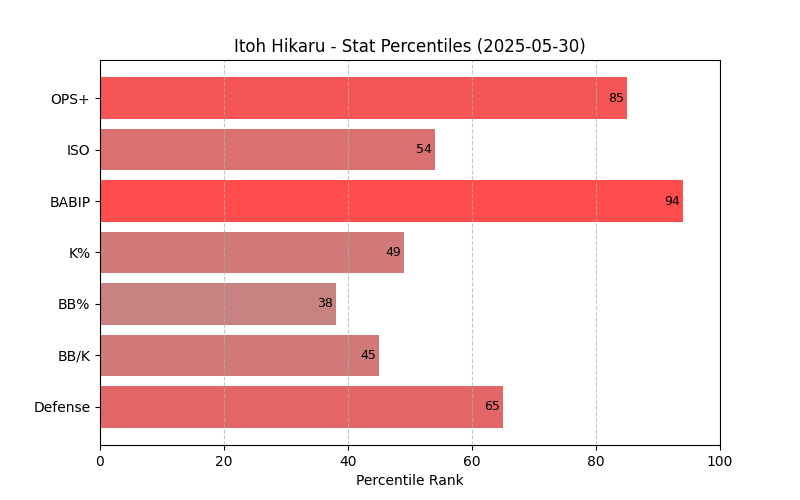 Itoh Hikaru - Stat Percentiles (2025-05-30)
OPS+ 85
ISO 54
BABIP 94
K% 49
BB% 38
BB/K 45
Defense 65
0 20 40 60 80 100
Percentile Rank